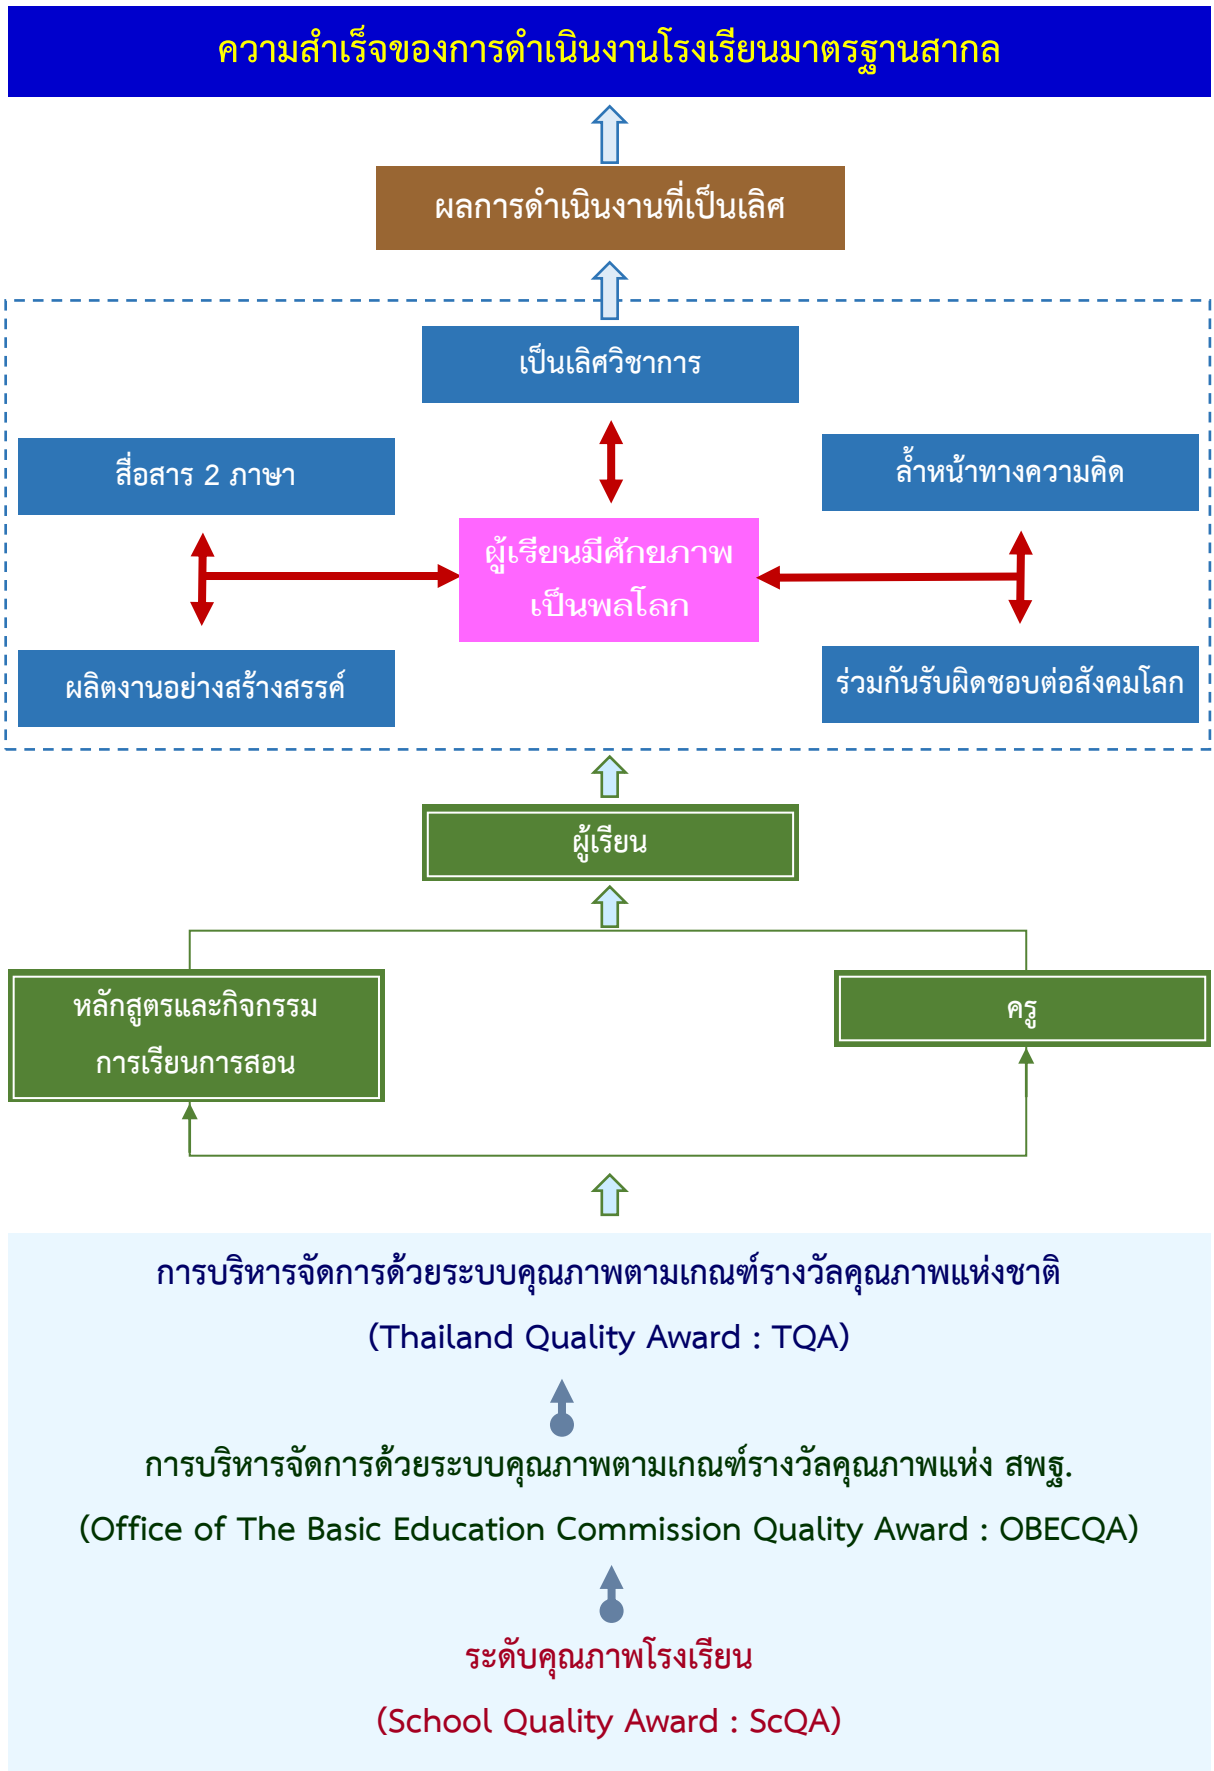 ความสำเร็จของการดำเนินงานโรงเรียนมาตรฐานสากล
ผลการดำเนินงานที่เป็นเลิศ
เป็นเลิศวิชาการ
สื่อสาร 2 ภาษา
ล้ำหน้าทางความคิด
ผู้เรียนมีศักยภาพ
เป็นพลโลก
ผลิตงานอย่างสร้างสรรค์
ร่วมกันรับผิดชอบต่อสังคมโลก
ผู้เรียน
หลักสูตรและกิจกรรม
การเรียนการสอน
ครู
การบริหารจัดการด้วยระบบคุณภาพตามเกณฑ์รางวัลคุณภาพแห่งชาติ
(Thailand Quality Award : TQA)
การบริหารจัดการด้วยระบบคุณภาพตามเกณฑ์รางวัลคุณภาพแห่ง สพฐ.
(Office of The Basic Education Commission Quality Award : OBECQA)
ระดับคุณภาพโรงเรียน
(School Quality Award : ScQA)